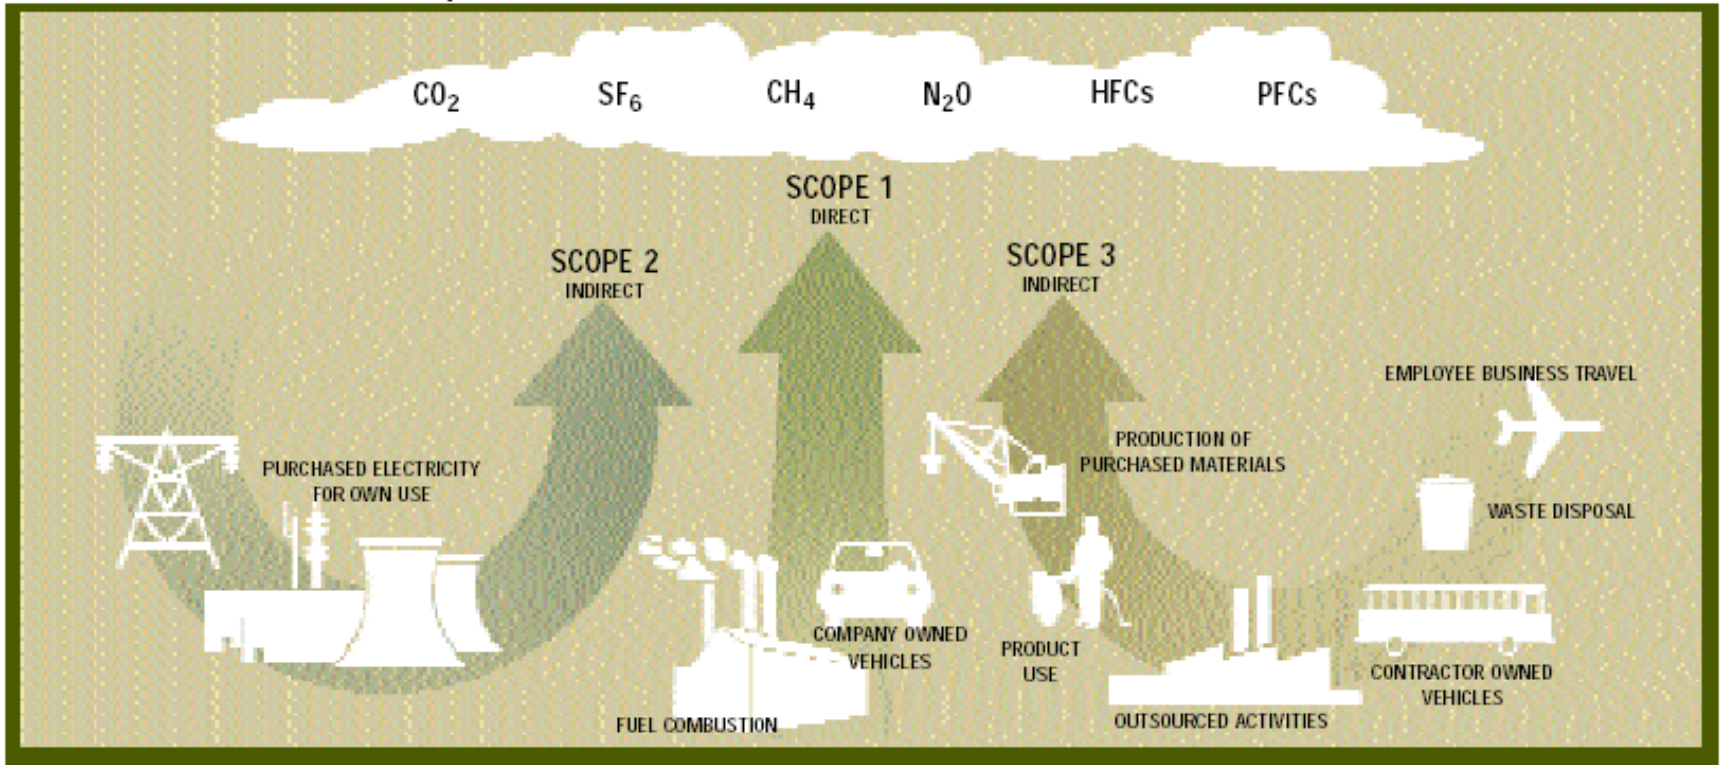 CO₂ SF₆ CH₄ N₂O HFCs PFCs
SCOPE 1
DIRECT
SCOPE 2
INDIRECT
SCOPE 3
INDIRECT
EMPLOYEE BUSINESS TRAVEL
PURCHASED ELECTRICITY
FOR OWN USE
PRODUCTION OF
PURCHASED MATERIALS
WASTE DISPOSAL
COMPANY OWNED
VEHICLES
PRODUCT
USE
CONTRACTOR OWNED
VEHICLES
FUEL COMBUSTION
OUTSOURCED ACTIVITIES